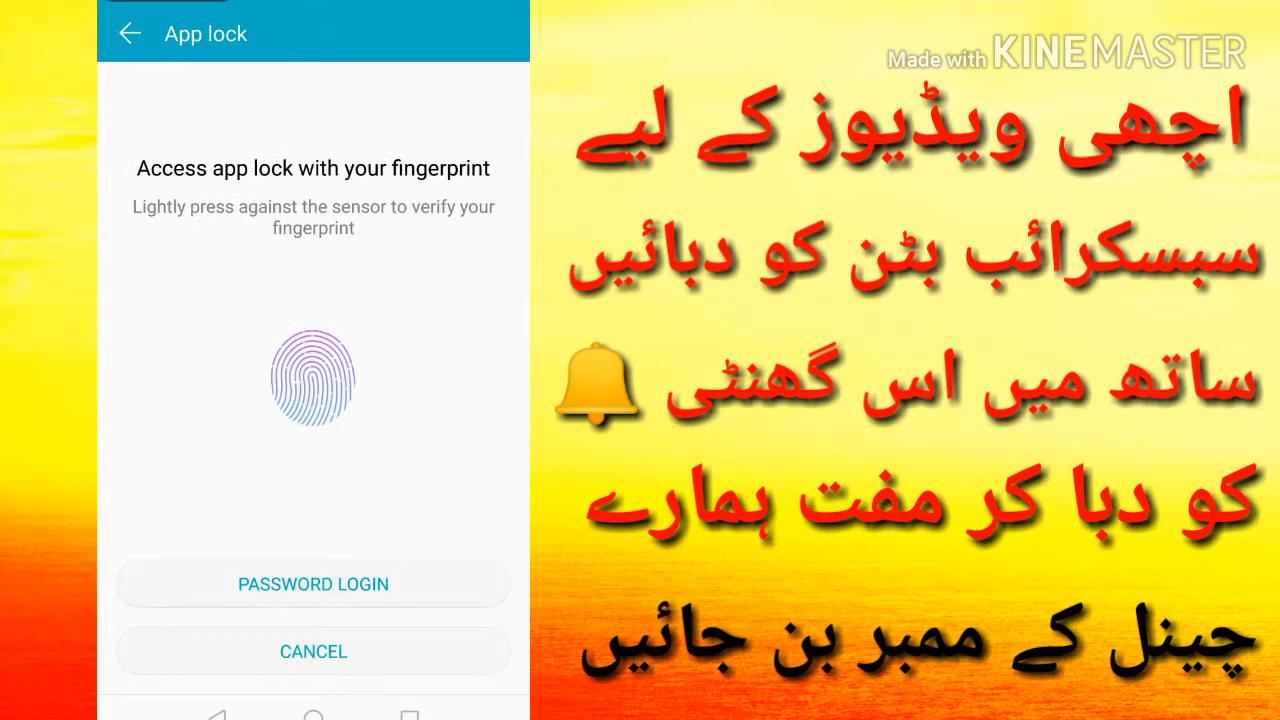 App lock
Access app lock with your fingerprint
Lightly press against the sensor to verify your
fingerprint
PASSWORD LOGIN
CANCEL
Made with KINEMASTER
اچھی ویڈیوز کے لیے
سبسکرائب بٹن کو دبائیں
ساتھ میں اس گھنٹی 🔔
کو دبا کر مفت ہمارے
چینل کے ممبر بن جائیں